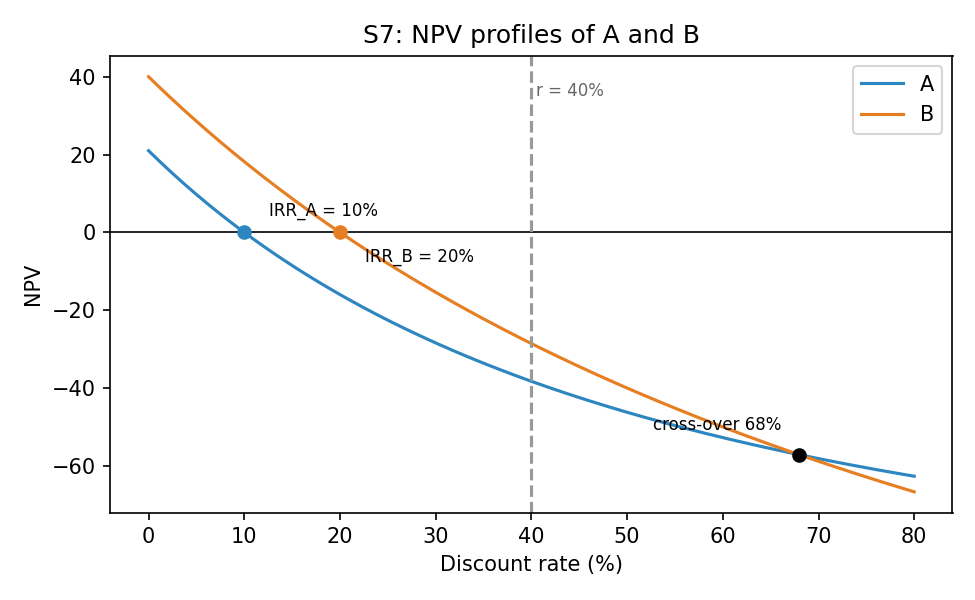 S7: NPV profiles of A and B
40
20
0
−20
−40
−60
NPV
r = 40%
A
B
IRR_A = 10%
IRR_B = 20%
cross-over 68%
0 10 20 30 40 50 60 70 80
Discount rate (%)